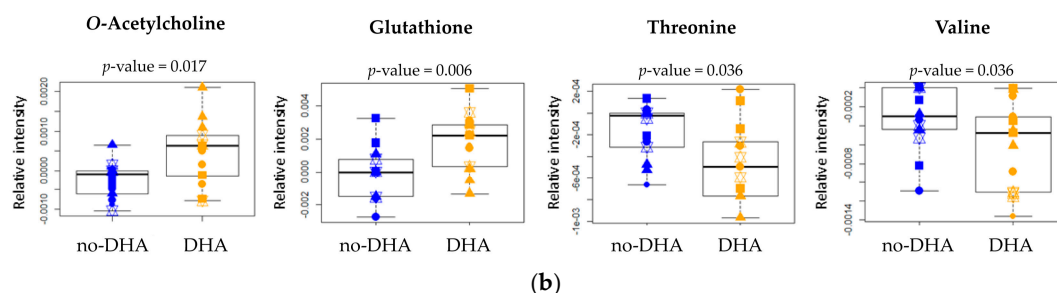 O-Acetylcholine
p-value = 0.017
Relative intensity
0.0020
0.0010
0.0000
-0.0010
no-DHA DHA
Glutathione
p-value = 0.006
Relative intensity
0.004
0.002
0.000
-0.002
no-DHA DHA
Threonine
p-value = 0.036
Relative intensity
2e-04
-2e-04
-6e-04
-1e-03
no-DHA DHA
Valine
p-value = 0.036
Relative intensity
-0.0002
-0.0008
-0.0014
no-DHA DHA
(b)